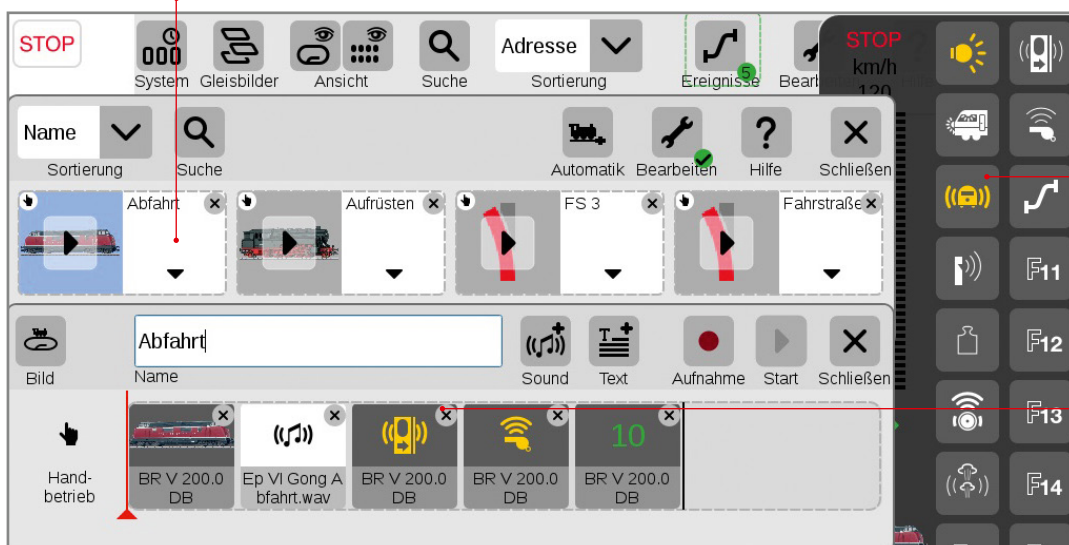 STOP
000
System
Gleisbilder
Ansicht
Suche
Adresse
Sortierung
5
Ereignisse
STOP
km/h
120
Name
Sortierung
Suche
Automatik
Bearbeiten
Hilfe
Schließen
Abfahrt
Aufrüsten
FS 3
Fahrstraße
F11
F12
F13
F14
Bild
Abfahrt
Name
Sound
Text
Aufnahme
Start
Schließen
Hand-
betrieb
BR V 200.0
DB
Ep VI Gong A
bfahrt.wav
BR V 200.0
DB
BR V 200.0
DB
10
BR V 200.0
DB